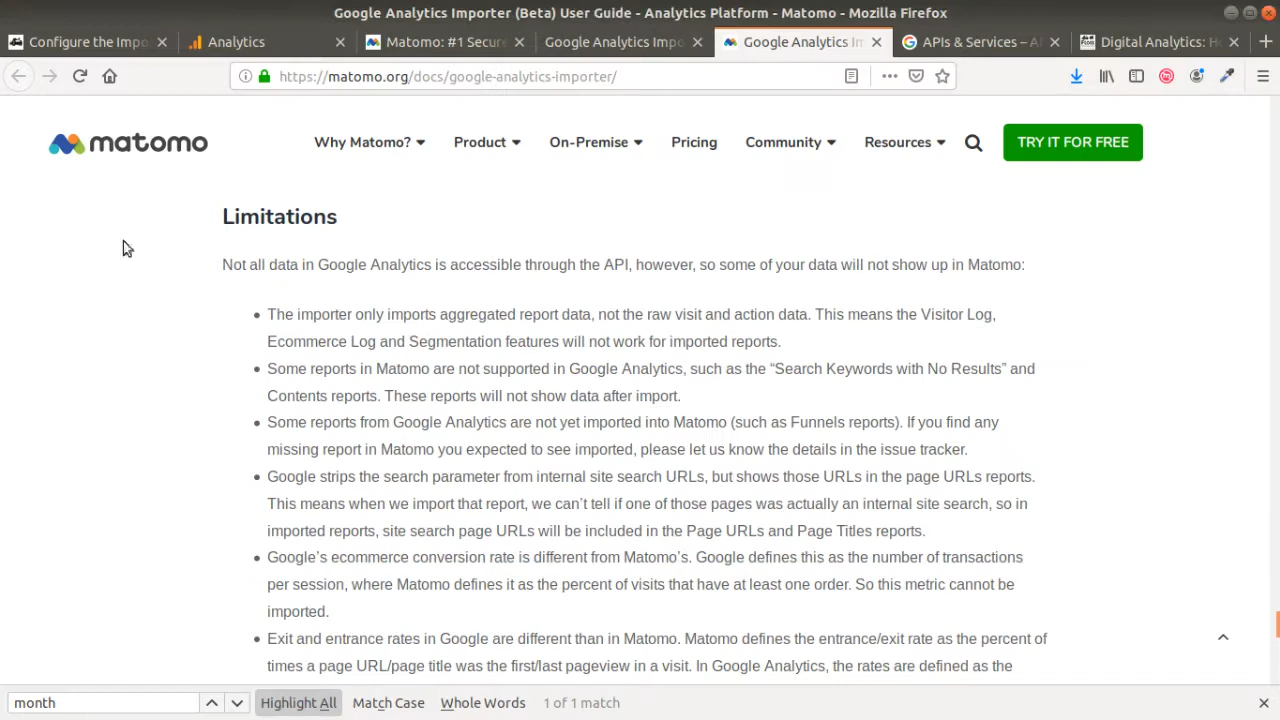 Google Analytics Importer (Beta) User Guide - Analytics Platform - Matomo - Mozilla Firefox
Configure the Impo
Analytics
Matomo: #1 Secure
Google Analytics Impo
Google Analytics Im
APIs & Services – A
Digital Analytics: H
https://matomo.org/docs/google-analytics-importer/
matomo
Why Matomo?
Product
On-Premise
Pricing
Community
Resources
TRY IT FOR FREE
Limitations
Not all data in Google Analytics is accessible through the API, however, so some of your data will not show up in Matomo:
The importer only imports aggregated report data, not the raw visit and action data. This means the Visitor Log,
Ecommerce Log and Segmentation features will not work for imported reports.
Some reports in Matomo are not supported in Google Analytics, such as the “Search Keywords with No Results” and
Contents reports. These reports will not show data after import.
Some reports from Google Analytics are not yet imported into Matomo (such as Funnels reports). If you find any
missing report in Matomo you expected to see imported, please let us know the details in the issue tracker.
Google strips the search parameter from internal site search URLs, but shows those URLs in the page URLs reports.
This means when we import that report, we can’t tell if one of those pages was actually an internal site search, so in
imported reports, site search page URLs will be included in the Page URLs and Page Titles reports.
Google’s ecommerce conversion rate is different from Matomo’s. Google defines this as the number of transactions
per session, where Matomo defines it as the percent of visits that have at least one order. So this metric cannot be
imported.
Exit and entrance rates in Google are different than in Matomo. Matomo defines the entrance/exit rate as the percent of
times a page URL/page title was the first/last pageview in a visit. In Google Analytics, the rates are defined as the
month
Highlight All
Match Case
Whole Words
1 of 1 match